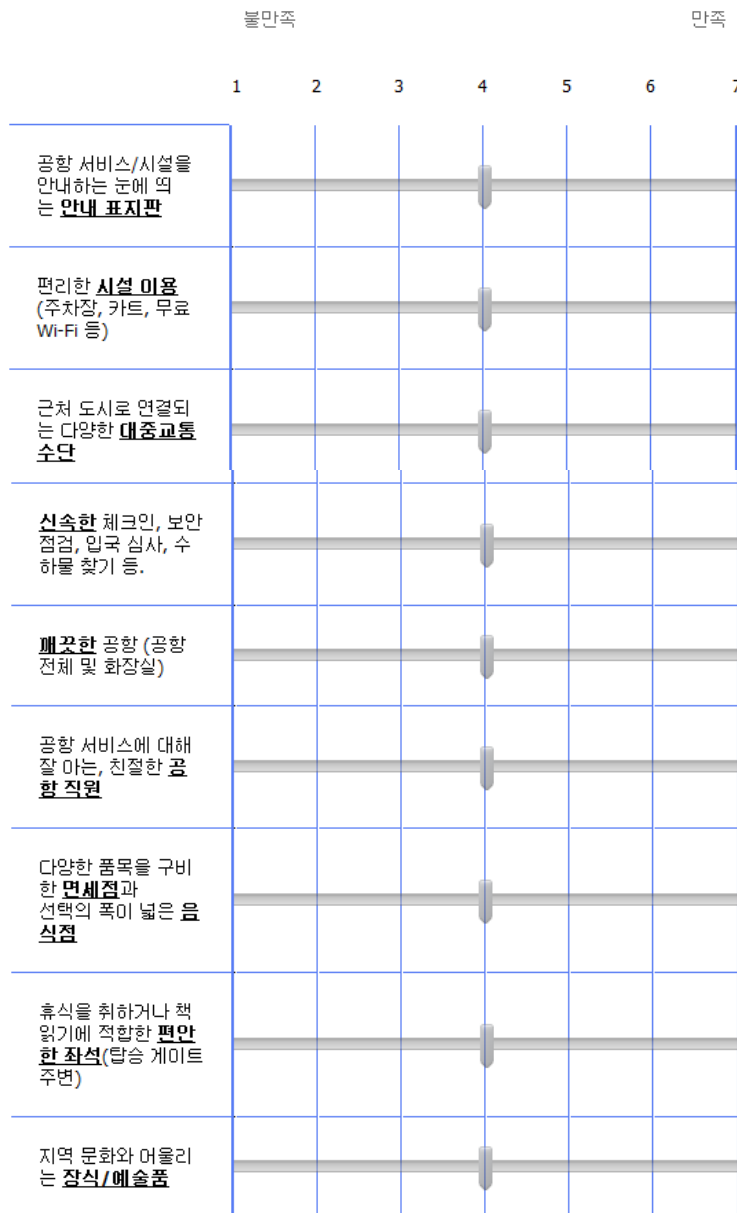 불만족 만족
1 2 3 4 5 6 7
공항 서비스/시설을
안내하는 눈에 띄
는 안내 표지판
편리한 시설 이용
(주차장, 카트, 무료
Wi-Fi 등)
근처 도시로 연결되
는 다양한 대중교통
수단
신속한 체크인, 보안
점검, 입국 심사, 수
하물 찾기 등.
깨끗한 공항 (공항
전체 및 화장실)
공항 서비스에 대해
잘 아는, 친절한 공
항 직원
다양한 품목을 구비
한 면세점과
선택의 폭이 넓은 음
식점
휴식을 취하거나 책
읽기에 적합한 편안
한 좌석(탑승 게이트
주변)
지역 문화와 어울리
는 장식/예술품